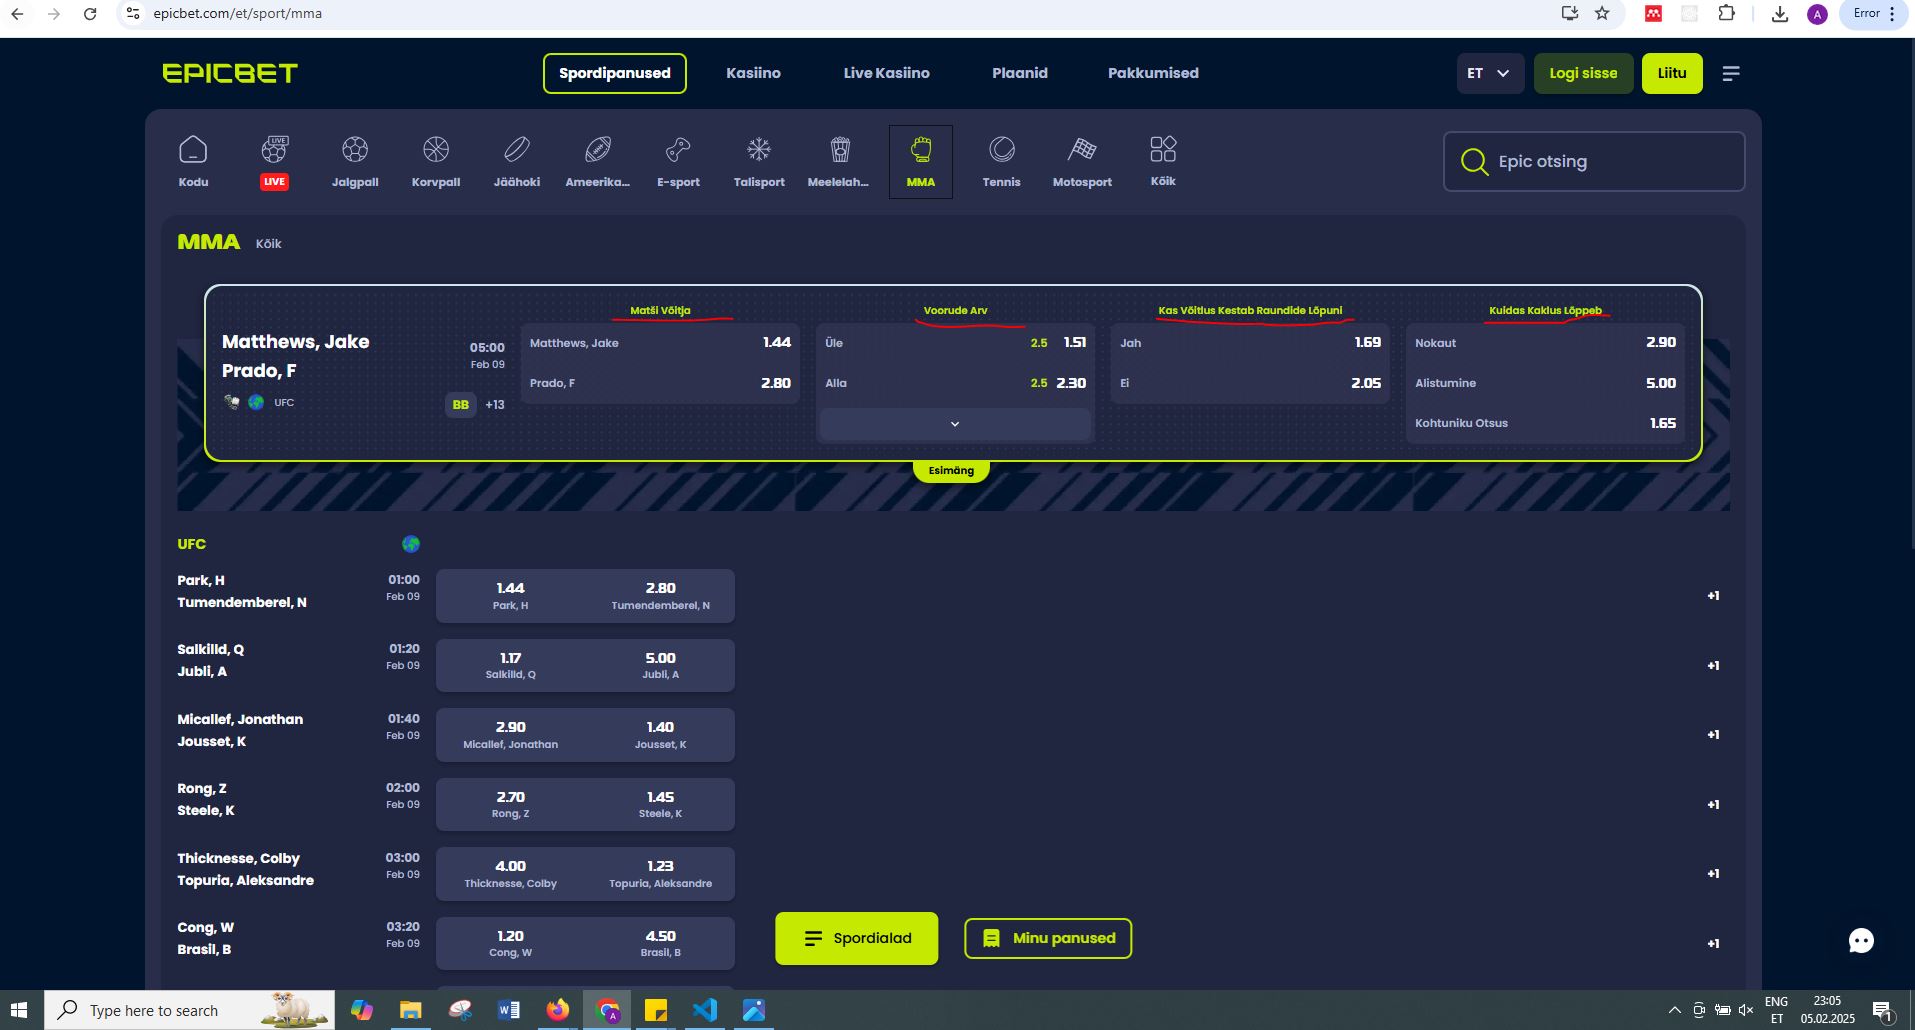 epicbet.com/et/sport/mma
A
Error
EPICBET
Spordipanused
Kasiino
Live Kasiino
Plaanid
Pakkumised
ET
Logi sisse
Liitu
LIVE
Kodu
LIVE
Jalgpall
Korvpall
Jäähoki
Ameerika...
E-sport
Talisport
Meelelah...
MMA
Tennis
Motosport
Kõik
Epic otsing
MMA Kõik
Matši Võitja
Voorude Arv
Kas Võitlus Kestab Raundide Lõpuni
Kuidas Kaklus Lõppeb
Matthews, Jake
Prado, F
05:00
Feb 09
UFC
BB +13
Matthews, Jake 1.44
Prado, F 2.80
Üle 2.5 1.51
Alla 2.5 2.30
Jah 1.69
Ei 2.05
Nokaut 2.90
Alistumine 5.00
Kohtuniku Otsus 1.65
Esimäng
UFC
Park, H
Tumendemberel, N
01:00
Feb 09
1.44
Park, H
2.80
Tumendemberel, N
+1
Salkilld, Q
Jubli, A
01:20
Feb 09
1.17
Salkilld, Q
5.00
Jubli, A
+1
Micallef, Jonathan
Jousset, K
01:40
Feb 09
2.90
Micallef, Jonathan
1.40
Jousset, K
+1
Rong, Z
Steele, K
02:00
Feb 09
2.70
Rong, Z
1.45
Steele, K
+1
Thicknesse, Colby
Topuria, Aleksandre
03:00
Feb 09
4.00
Thicknesse, Colby
1.23
Topuria, Aleksandre
+1
Cong, W
Brasil, B
03:20
Feb 09
1.20
Cong, W
4.50
Brasil, B
+1
Spordialad
Minu panused
Type here to search
A
ENG
ET
23:05
05.02.2025
1